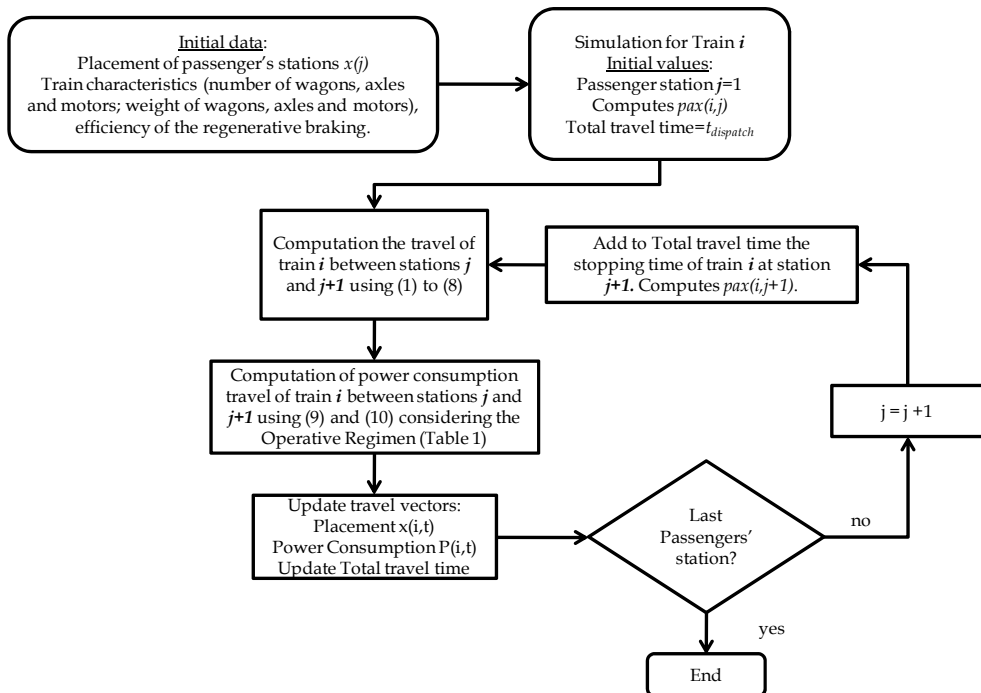 Initial data:
Placement of passenger's stations x(j)
Train characteristics (number of wagons, axles
and motors; weight of wagons, axles and motors),
efficiency of the regenerative braking.
Simulation for Train i
Initial values:
Passenger station j=1
Computes pax(i,j)
Total travel time=tdispatch
Computation the travel of
train i between stations j
and j+1 using (1) to (8)
Add to Total travel time the
stopping time of train i at station
j+1. Computes pax(i,j+1).
Computation of power consumption
travel of train i between stations j and
j+1 using (9) and (10) considering the
Operative Regimen (Table 1)
j = j +1
Update travel vectors:
Placement x(i,t)
Power Consumption P(i,t)
Update Total travel time
Last
Passengers'
station?
no
yes
End